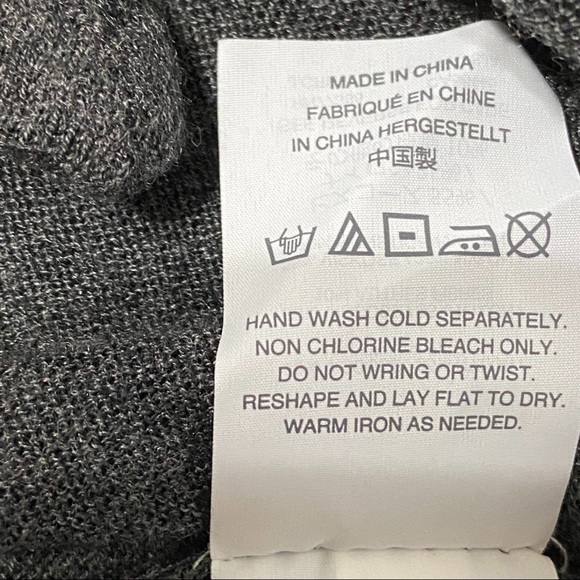 MADE IN CHINA
FABRIQUÉ EN CHINE
IN CHINA HERGESTELLT
中国製
HAND WASH COLD SEPARATELY.
NON CHLORINE BLEACH ONLY.
DO NOT WRING OR TWIST.
RESHAPE AND LAY FLAT TO DRY.
WARM IRON AS NEEDED.